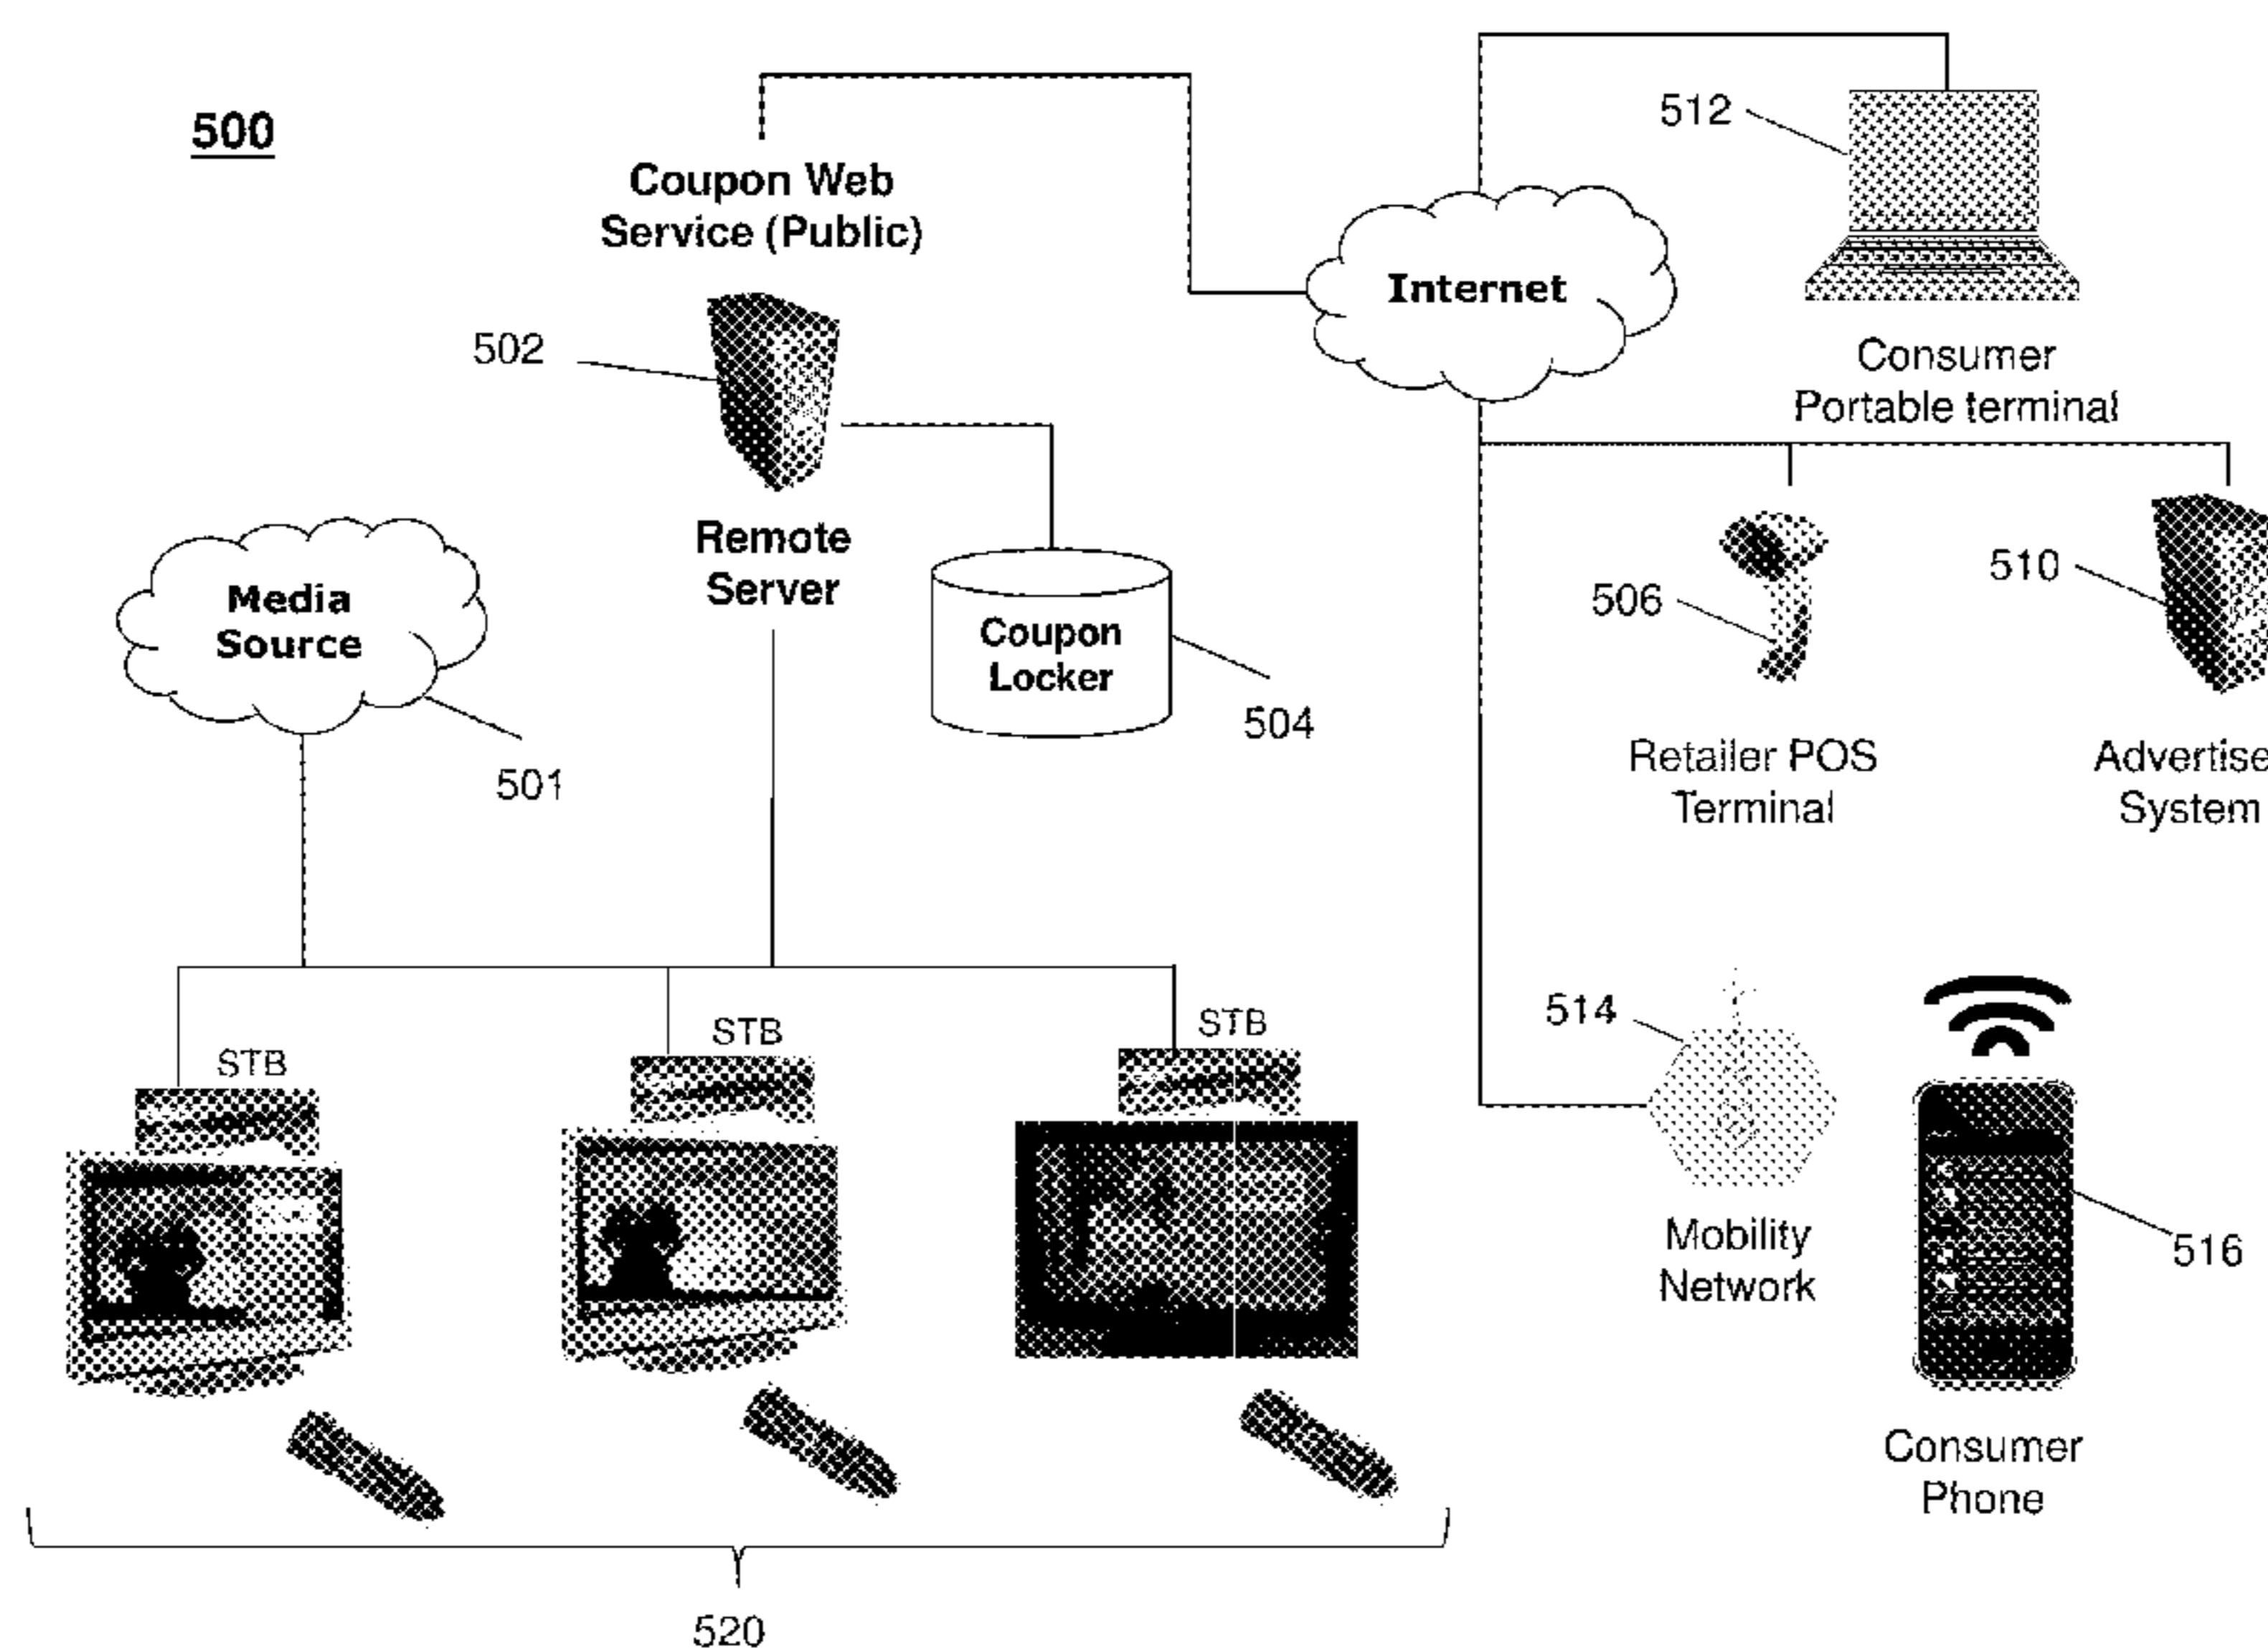 500
512
Coupon Web
Service (Public)
Internet
502
Consumer
Portable terminal
Remote
Server
Media
Source
Coupon
Locker
504
501
506
510
Retailer POS
Terminal
Advertise
System
514
STB
STB
STB
Mobility
Network
516
Consumer
Phone
520